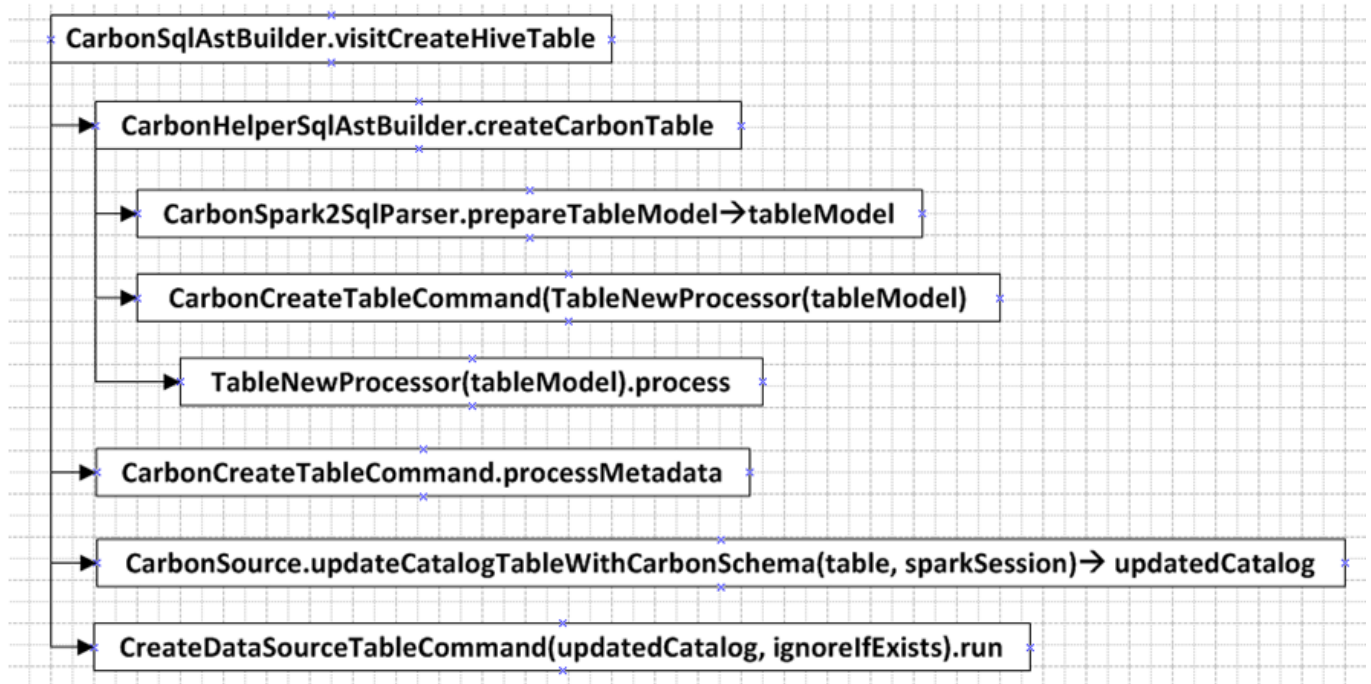 CarbonSqlAstBuilder.visitCreateHiveTable
CarbonHelperSqlAstBuilder.createCarbonTable
CarbonSpark2SqlParser.prepareTableModel→tableModel
CarbonCreateTableCommand(TableNewProcessor(tableModel)
TableNewProcessor(tableModel).process
CarbonCreateTableCommand.processMetadata
CarbonSource.updateCatalogTableWithCarbonSchema(table, sparkSession)→ updatedCatalog
CreateDataSourceTableCommand(updatedCatalog, ignoreIfExists).run